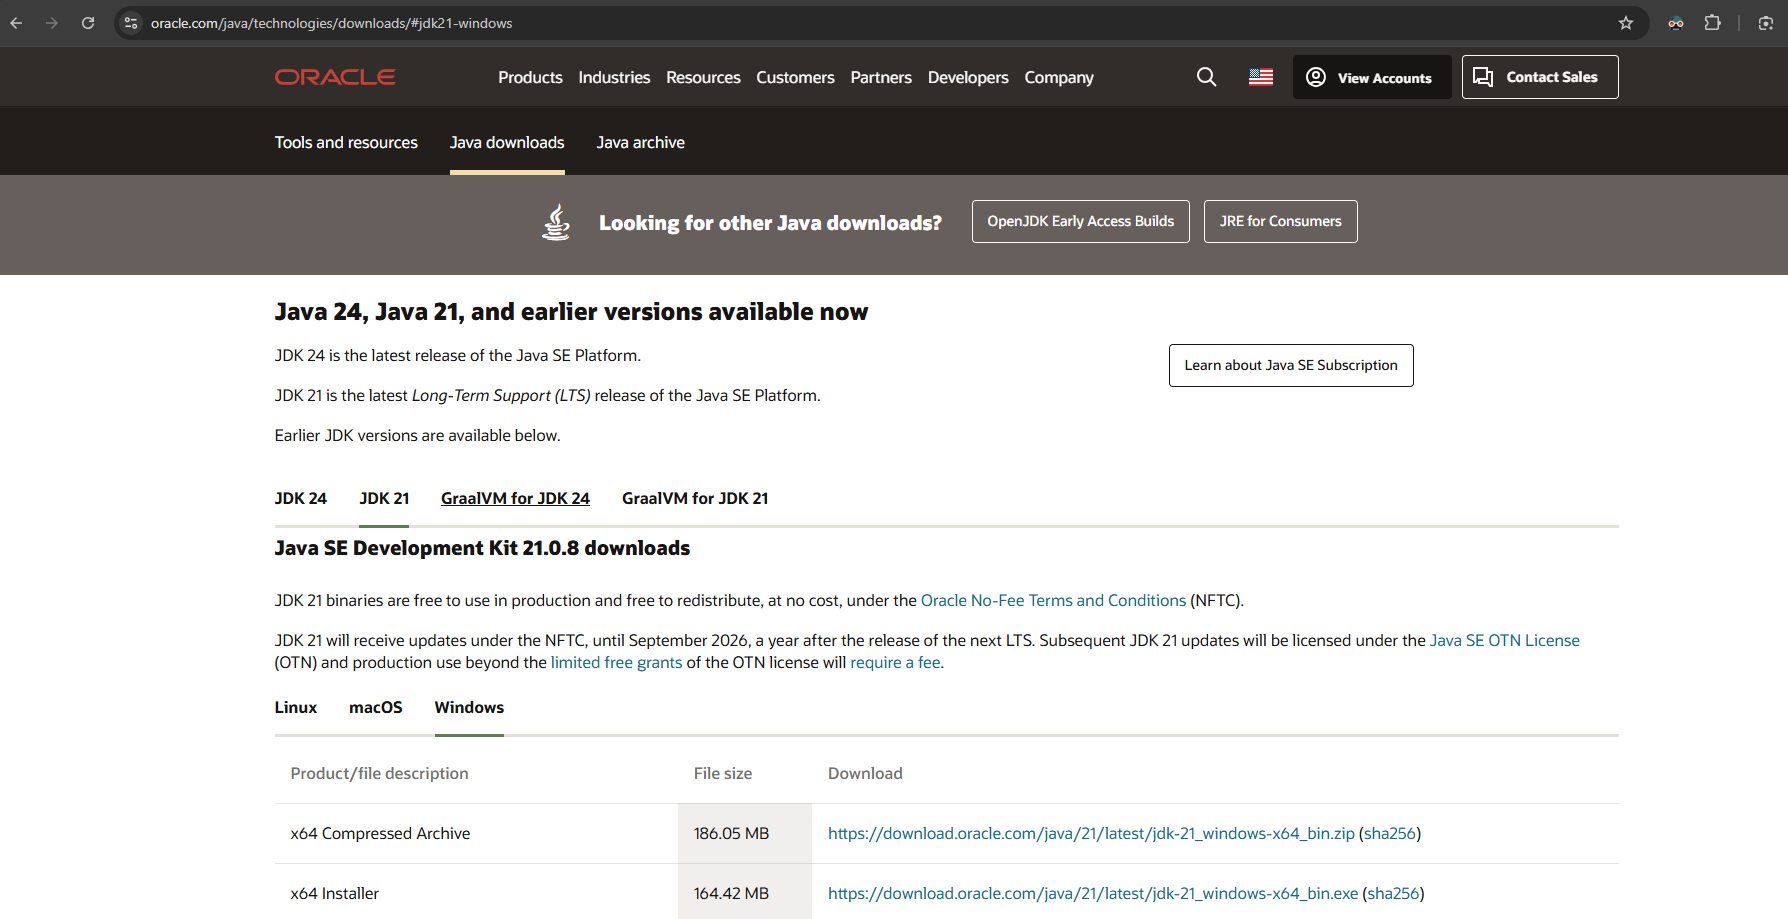 oracle.com/java/technologies/downloads/#jdk21-windows
ORACLE Products Industries Resources Customers Partners Developers Company View Accounts Contact Sales
Tools and resources Java downloads Java archive
Looking for other Java downloads? OpenJDK Early Access Builds JRE for Consumers
Java 24, Java 21, and earlier versions available now
JDK 24 is the latest release of the Java SE Platform.
Learn about Java SE Subscription
JDK 21 is the latest Long-Term Support (LTS) release of the Java SE Platform.
Earlier JDK versions are available below.
JDK 24 JDK 21 GraalVM for JDK 24 GraalVM for JDK 21
Java SE Development Kit 21.0.8 downloads
JDK 21 binaries are free to use in production and free to redistribute, at no cost, under the Oracle No-Fee Terms and Conditions (NFTC).
JDK 21 will receive updates under the NFTC, until September 2026, a year after the release of the next LTS. Subsequent JDK 21 updates will be licensed under the Java SE OTN License
(OTN) and production use beyond the limited free grants of the OTN license will require a fee.
Linux macOS Windows
Product/file description File size Download
x64 Compressed Archive 186.05 MB https://download.oracle.com/java/21/latest/jdk-21_windows-x64_bin.zip (sha256)
x64 Installer 164.42 MB https://download.oracle.com/java/21/latest/jdk-21_windows-x64_bin.exe (sha256)